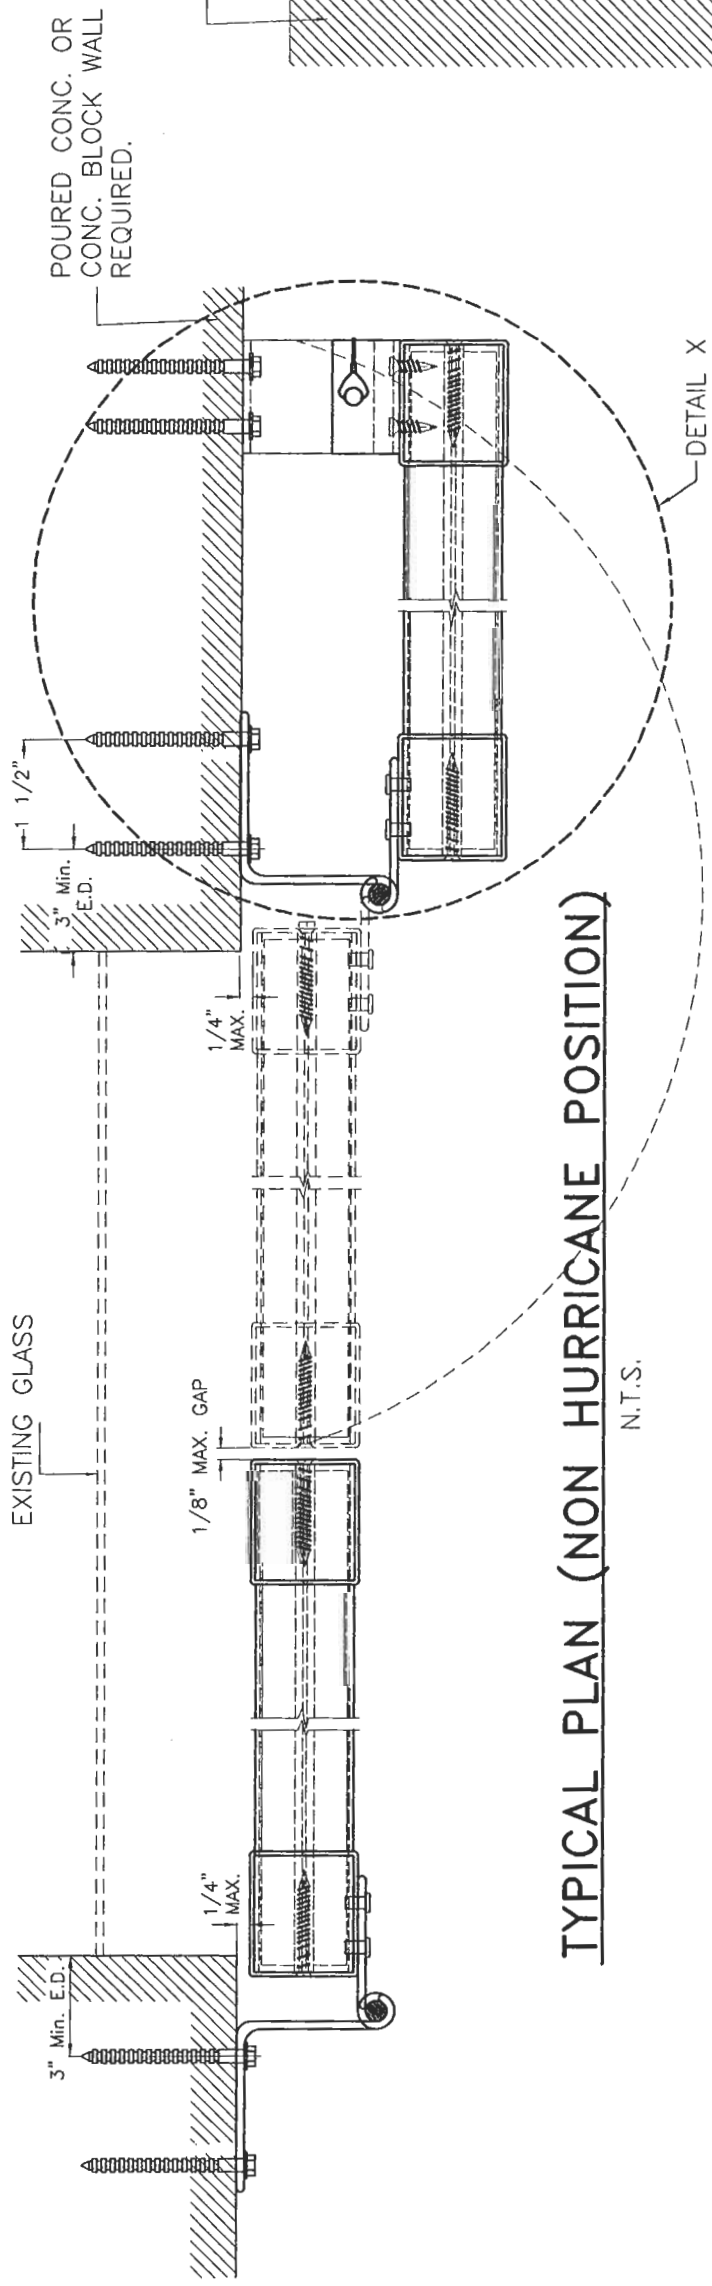 EXISTING GLASS
POURED CONC. OR
CONC. BLOCK WALL
REQUIRED.
3" Min. E.D.
3" Min.
E.D.
1 1/2"
1/4"
MAX.
1/8" MAX. GAP
1/4"
MAX.
DETAIL X
TYPICAL PLAN (NON HURRICANE POSITION)
N.T.S.